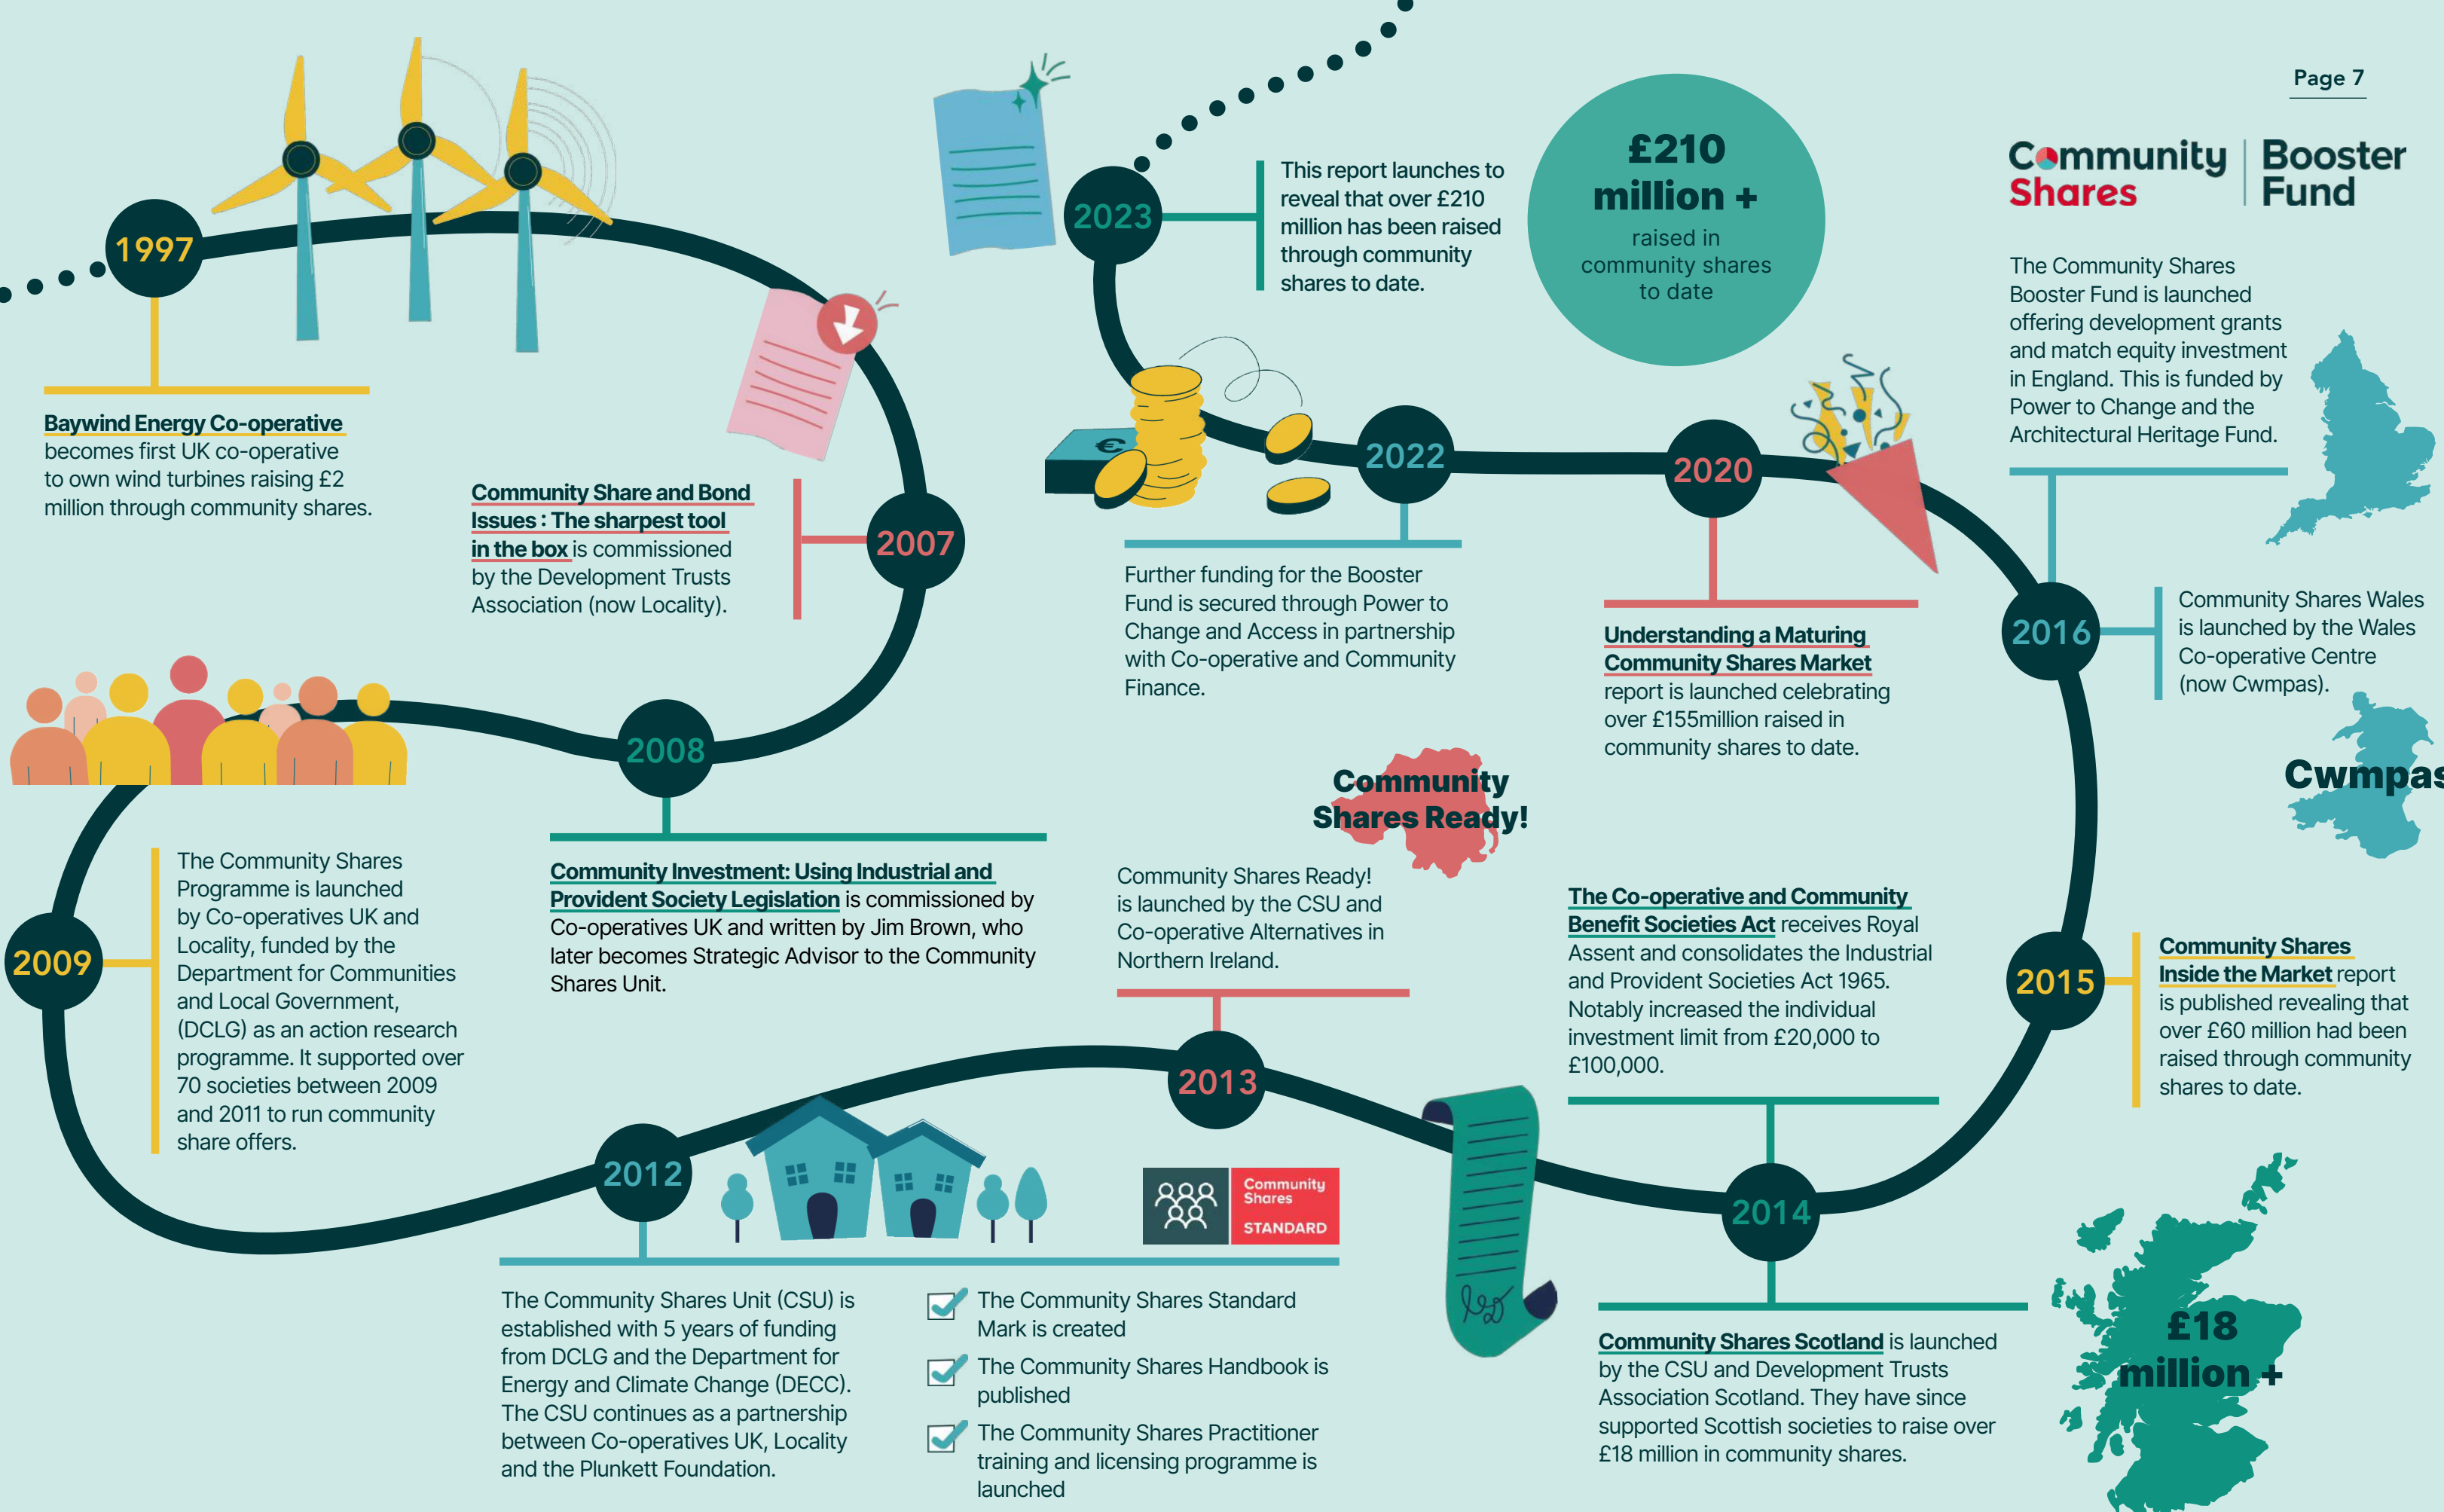 Page 7
1997
Baywind Energy Co-operative
becomes first UK co-operative
to own wind turbines raising £2
million through community shares.
Community Share and Bond
Issues : The sharpest tool
in the box is commissioned
by the Development Trusts
Association (now Locality).
2007
2008
Community Investment: Using Industrial and
Provident Society Legislation is commissioned by
Co-operatives UK and written by Jim Brown, who
later becomes Strategic Advisor to the Community
Shares Unit.
2009
The Community Shares
Programme is launched
by Co-operatives UK and
Locality, funded by the
Department for Communities
and Local Government,
(DCLG) as an action research
programme. It supported over
70 societies between 2009
and 2011 to run community
share offers.
2012
The Community Shares Unit (CSU) is
established with 5 years of funding
from DCLG and the Department for
Energy and Climate Change (DECC).
The CSU continues as a partnership
between Co-operatives UK, Locality
and the Plunkett Foundation.
Community
Shares
STANDARD
The Community Shares Standard
Mark is created
The Community Shares Handbook is
published
The Community Shares Practitioner
training and licensing programme is
launched
Community
Shares Ready!
Community Shares Ready!
is launched by the CSU and
Co-operative Alternatives in
Northern Ireland.
2013
The Co-operative and Community
Benefit Societies Act receives Royal
Assent and consolidates the Industrial
and Provident Societies Act 1965.
Notably increased the individual
investment limit from £20,000 to
£100,000.
2014
Community Shares Scotland is launched
by the CSU and Development Trusts
Association Scotland. They have since
supported Scottish societies to raise over
£18 million in community shares.
£18
million +
2015
Community Shares
Inside the Market report
is published revealing that
over £60 million had been
raised through community
shares to date.
2016
Community Shares Wales
is launched by the Wales
Co-operative Centre
(now Cwmpas).
Cwmpas
Community Shares
Booster Fund
The Community Shares
Booster Fund is launched
offering development grants
and match equity investment
in England. This is funded by
Power to Change and the
Architectural Heritage Fund.
2020
Understanding a Maturing
Community Shares Market
report is launched celebrating
over £155million raised in
community shares to date.
2022
€
Further funding for the Booster
Fund is secured through Power to
Change and Access in partnership
with Co-operative and Community
Finance.
2023
This report launches to
reveal that over £210
million has been raised
through community
shares to date.
£210
million +
raised in
community shares
to date